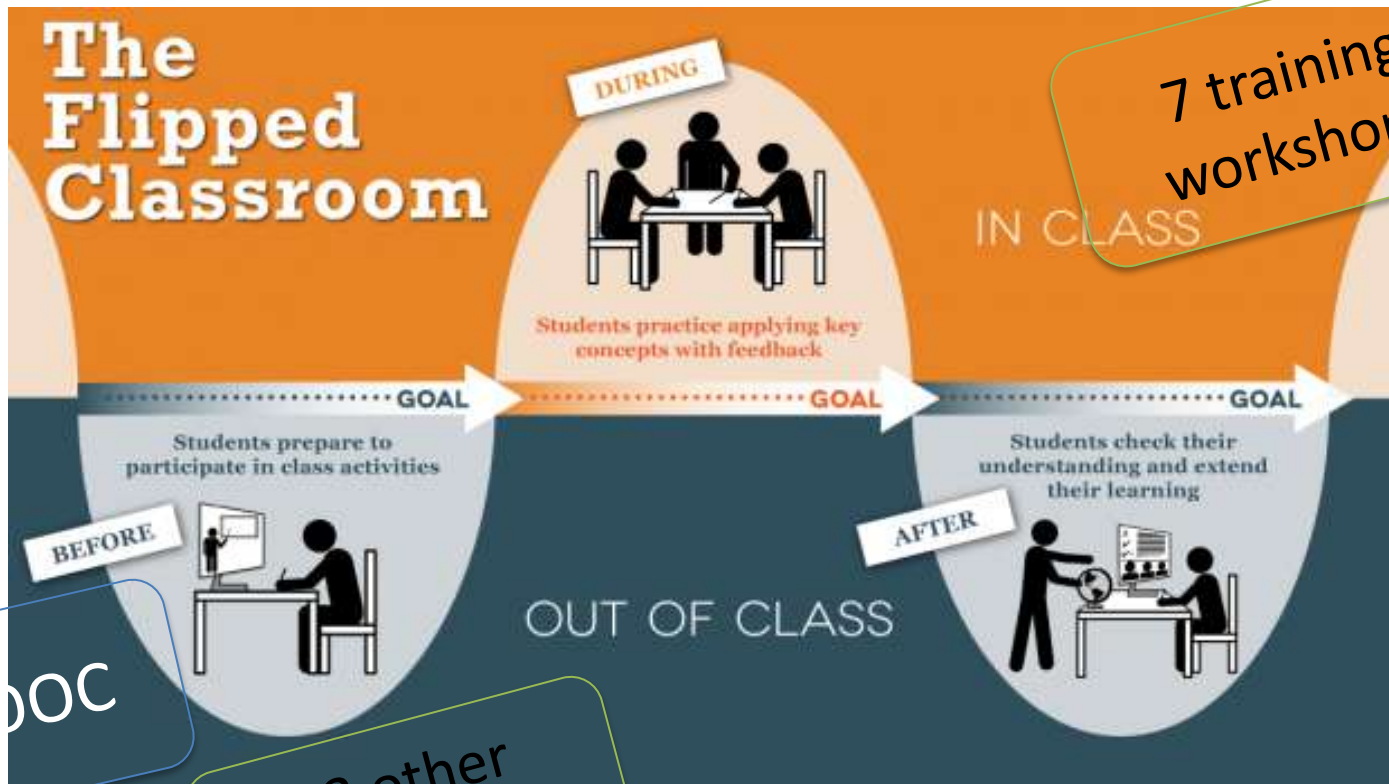 The
Flipped
Classroom
DURING
7 training
IN CLASS
Students practice applying key
concepts with feedback
GOAL
GOAL
GOAL
Students prepare to
participate in class activities
Students check their
understanding and extend
their learning
BEFORE
AFTER
OUT OF CLASS
other